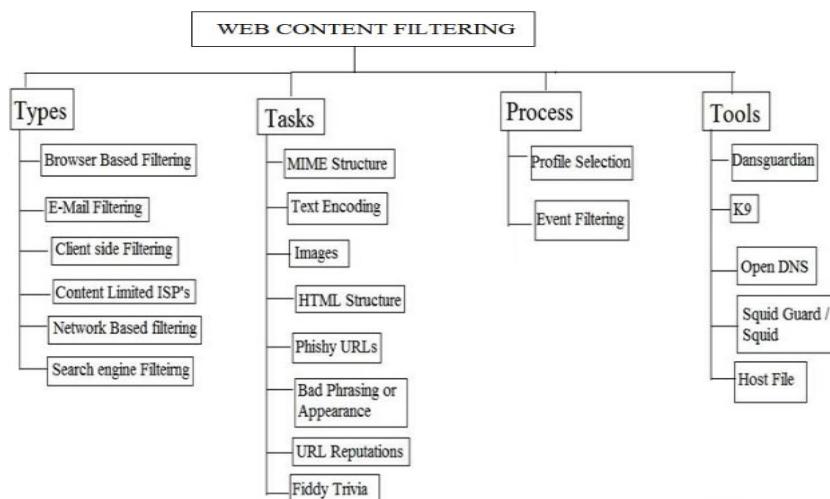 WEB CONTENT FILTERING
Types
Browser Based Filtering
E-Mail Filtering
Client side Filtering
Content Limited ISP's
Network Based filtering
Search engine Filteirng
Tasks
MIME Structure
Text Encoding
Images
HTML Structure
Phishy URLs
Bad Phrasing or
Appearance
URL Reputations
Fiddy Trivia
Process
Profile Selection
Event Filtering
Tools
Dansguardian
K9
Open DNS
Squid Guard /
Squid
Host File